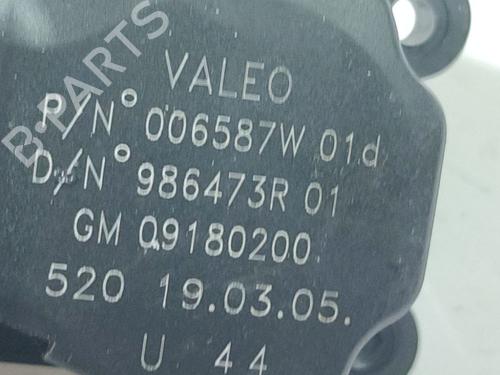 VALEO
P/N° 006587W 01d
D/N° 986473R 01
GM 09180200
520 19.03.05.
U 44
B-PARTS